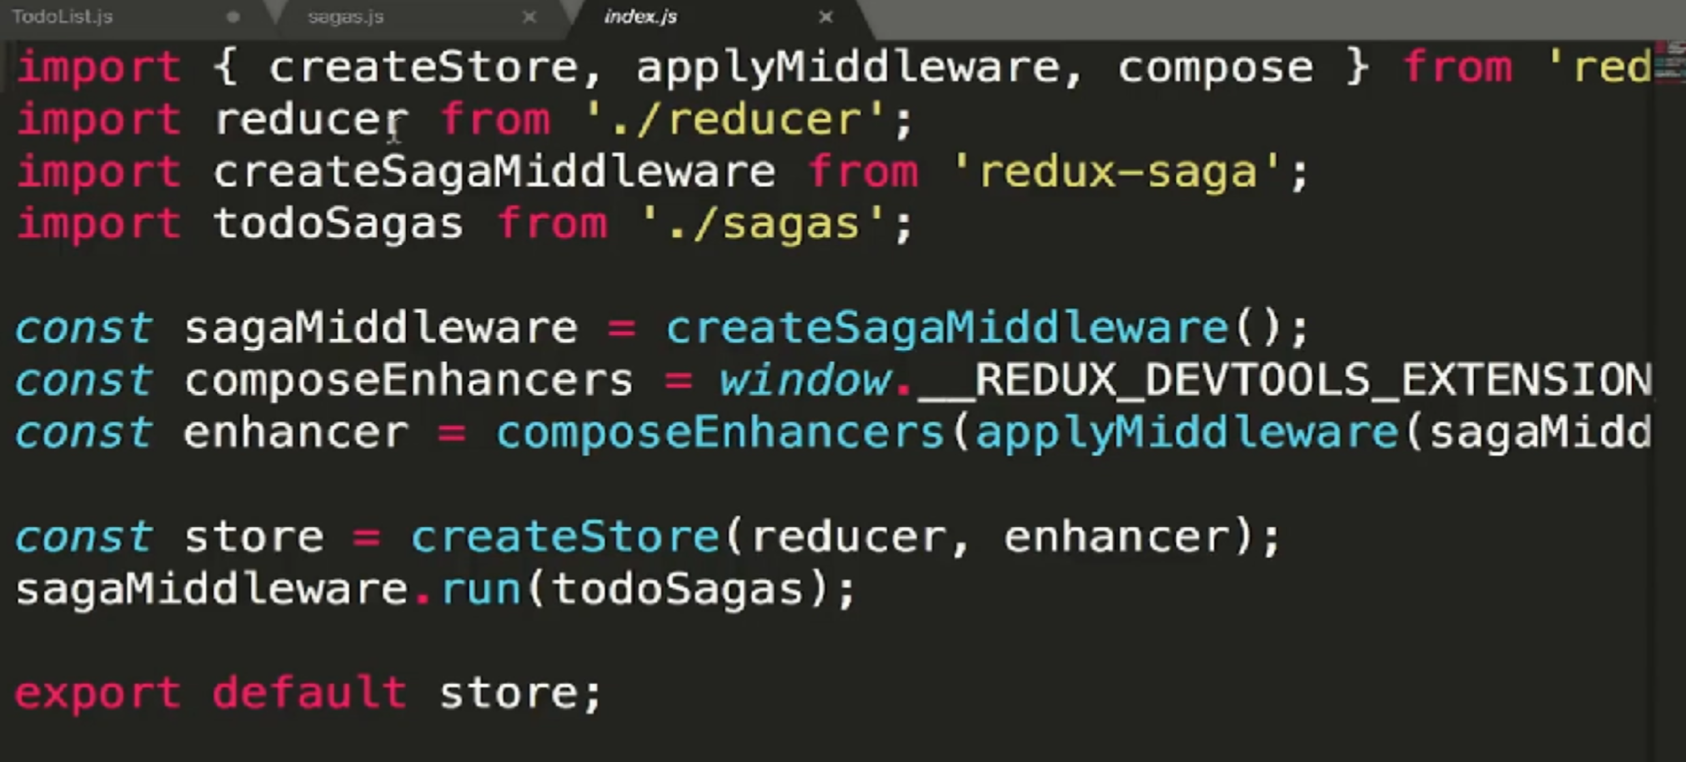 TodoList.js sagas.js index.js
import { createStore, applyMiddleware, compose } from 'red
import reducer from './reducer';
import createSagaMiddleware from 'redux-saga';
import todoSagas from './sagas';
const sagaMiddleware = createSagaMiddleware();
const composeEnhancers = window.__REDUX_DEVTOOLS_EXTENSION
const enhancer = composeEnhancers(applyMiddleware(sagaMidd
const store = createStore(reducer, enhancer);
sagaMiddleware.run(todoSagas);
export default store;